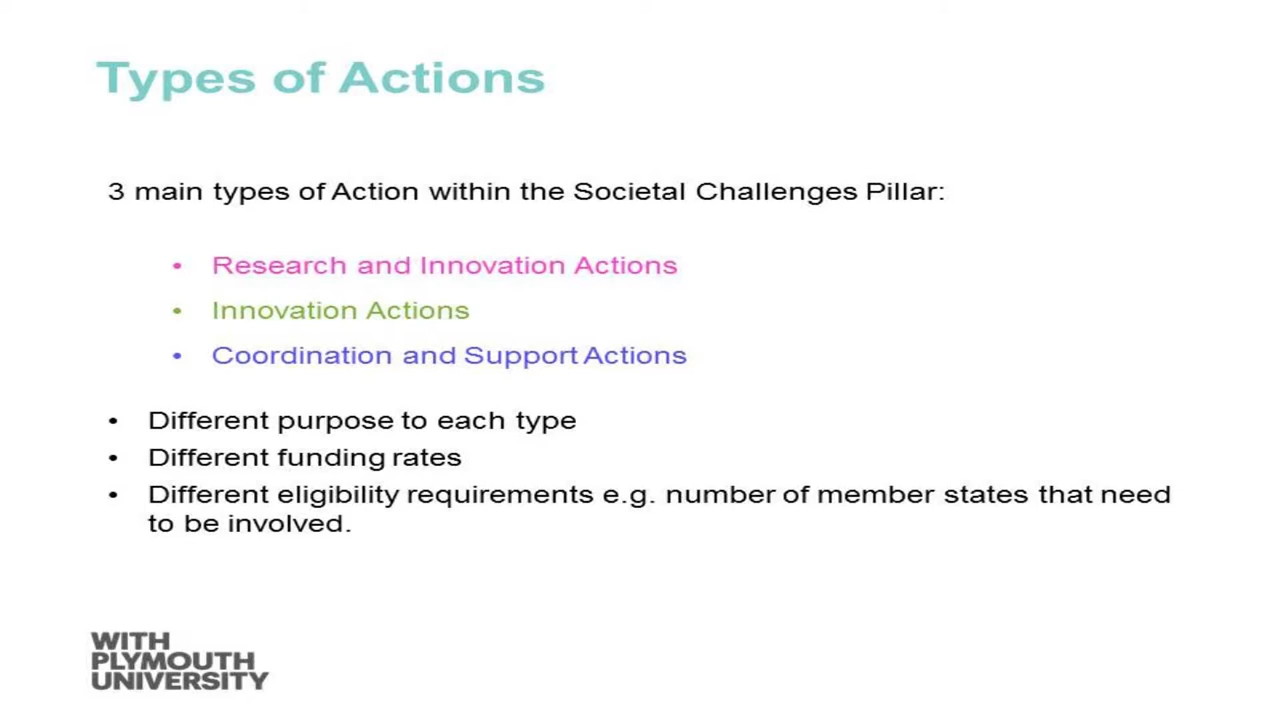 Types of Actions
3 main types of Action within the Societal Challenges Pillar:
• Research and Innovation Actions
• Innovation Actions
• Coordination and Support Actions
• Different purpose to each type
• Different funding rates
• Different eligibility requirements e.g. number of member states that need
to be involved.
WITH
PLYMOUTH
UNIVERSITY